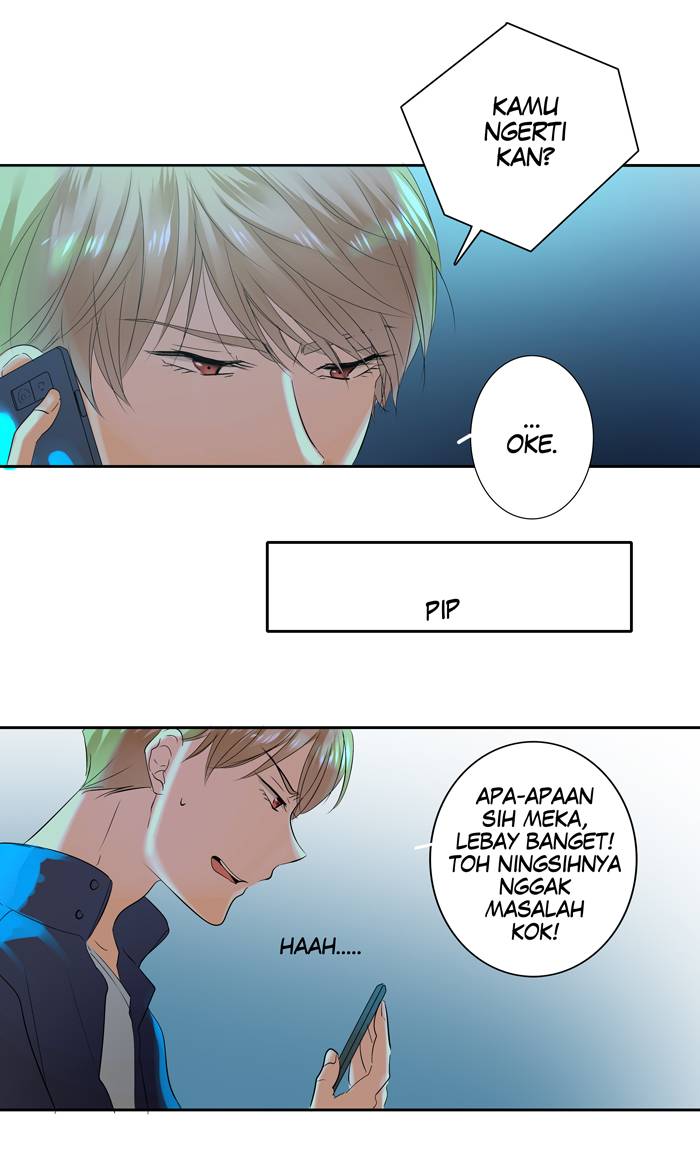 KAMU
NGERTI
KAN?
...
OKE.
PIP
APA-APAAN
SIH MEKA,
LEBAY BANGET!
TOH NINGSIHNYA
NGGAK
MASALAH
KOK!
HAAH.....